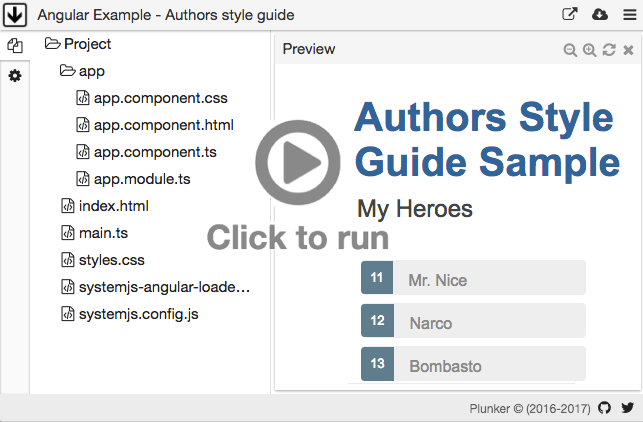 Angular Example - Authors style guide
Project
app
app.component.css
app.component.html
app.component.ts
app.module.ts
index.html
main.ts
styles.css
systemjs-angular-loade...
systemjs.config.js
Preview
Authors Style
Guide Sample
My Heroes
11 Mr. Nice
12 Narco
13 Bombasto
Click to run
Plunker © (2016-2017)